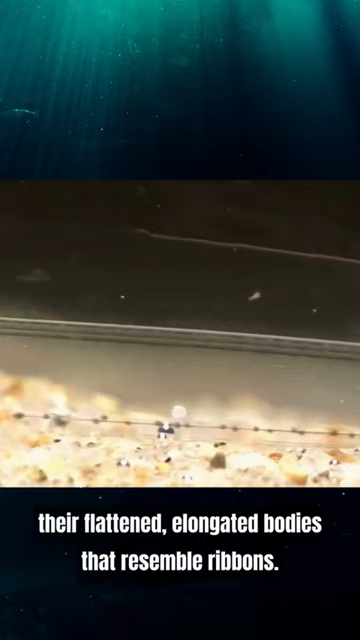 their flattened, elongated bodies
that resemble ribbons.